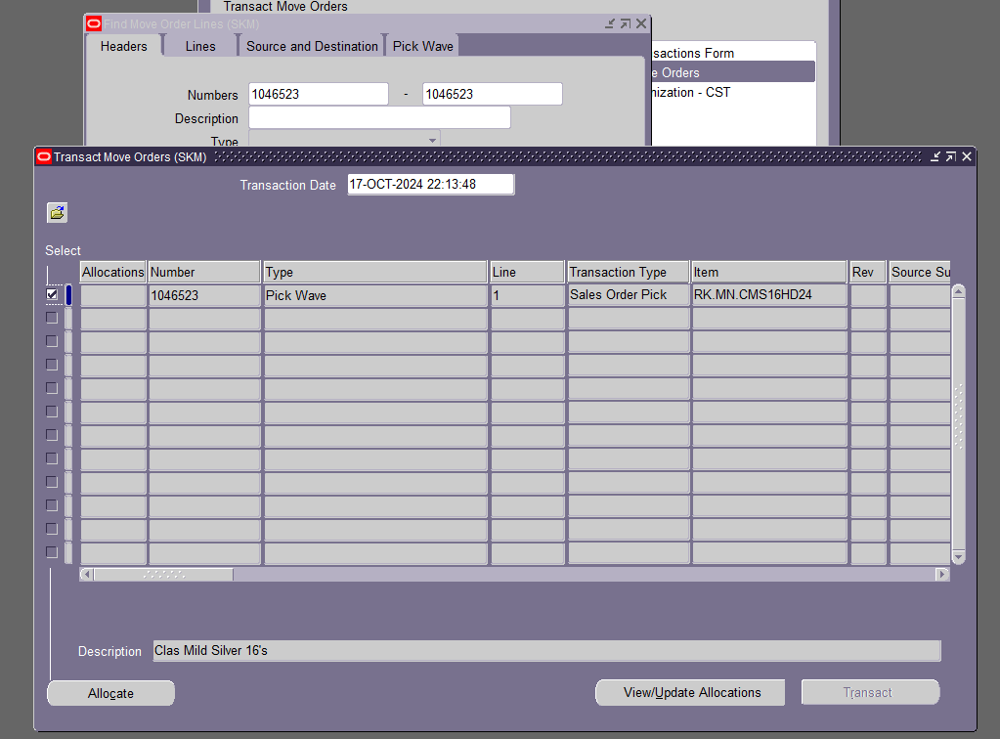 Transact Move Orders
Find Move Order Lines (SKM)
Headers Lines Source and Destination Pick Wave
sactions Form
e Orders
nization - CST
Numbers 1046523 - 1046523
Description
Type
Transact Move Orders (SKM)
Transaction Date 17-OCT-2024 22:13:48
Select
Allocations Number Type Line Transaction Type Item Rev Source Su
1046523 Pick Wave 1 Sales Order Pick RK.MN.CMS16HD24
Description Clas Mild Silver 16's
Allocate View/Update Allocations Transact